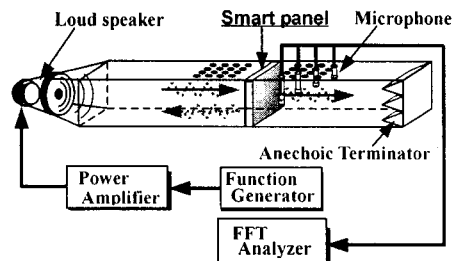 Loud speaker
Smart panel
Microphone
Anechoic Terminator
Power
Amplifier
Function
Generator
FFT
Analyzer